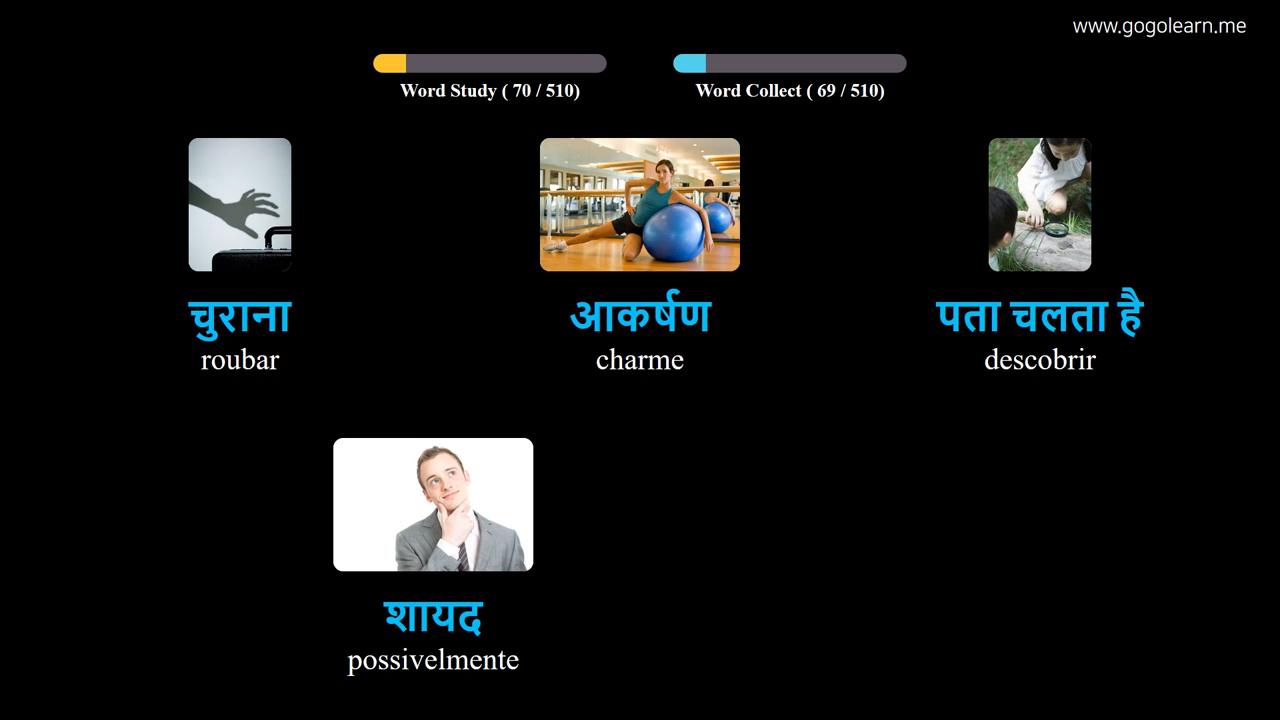 www.gogolearn.me
Word Study ( 70 / 510)
Word Collect ( 69 / 510)
चुराना
roubar
आकर्षण
charme
पता चलता है
descobrir
शायद
possivelmente